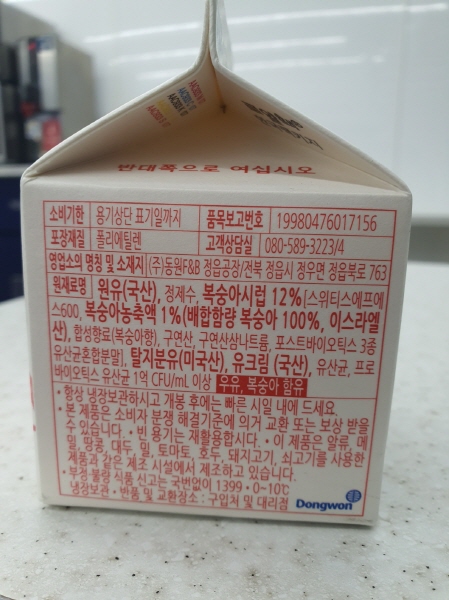 반대쪽으로 여십시오
소비기한 용기상단 표기일까지 품목보고번호 19980476017156
포장재질 폴리에틸렌 고객상담실 080-589-3223/4
영업소의 명칭 및 소재지 (주)동원F&B 정읍공장/전북 정읍시 정우면 정읍북로 763
원재료명 원유(국산), 정제수, 복숭아시럽 12%[스위티스에프에
스600, 복숭아농축액 1%(배합함량 복숭아 100%, 이스라엘
산), 합성향료(복숭아향), 구연산, 구연산삼나트륨, 포스트바이오틱스 3종
유산균혼합분말], 탈지분유(미국산), 유크림(국산), 유산균, 프로
바이오틱스 유산균 1억 CFU/mL 이상 우유, 복숭아 함유
• 항상 냉장보관하시고 개봉 후에는 빠른 시일 내에 드세요.
• 본 제품은 소비자 분쟁 해결기준에 의거 교환 또는 보상 받을
수 있습니다. • 빈 용기는 재활용합시다. • 이 제품은 알류, 메
밀, 땅콩, 대두, 밀, 토마토, 호두, 돼지고기, 쇠고기를 사용한
제품과 같은 제조 시설에서 제조하고 있습니다.
• 부정·불량 식품 신고는 국번없이 1399 • 0~10℃
냉장보관 • 반품 및 교환장소 : 구입처 및 대리점 Dongwon